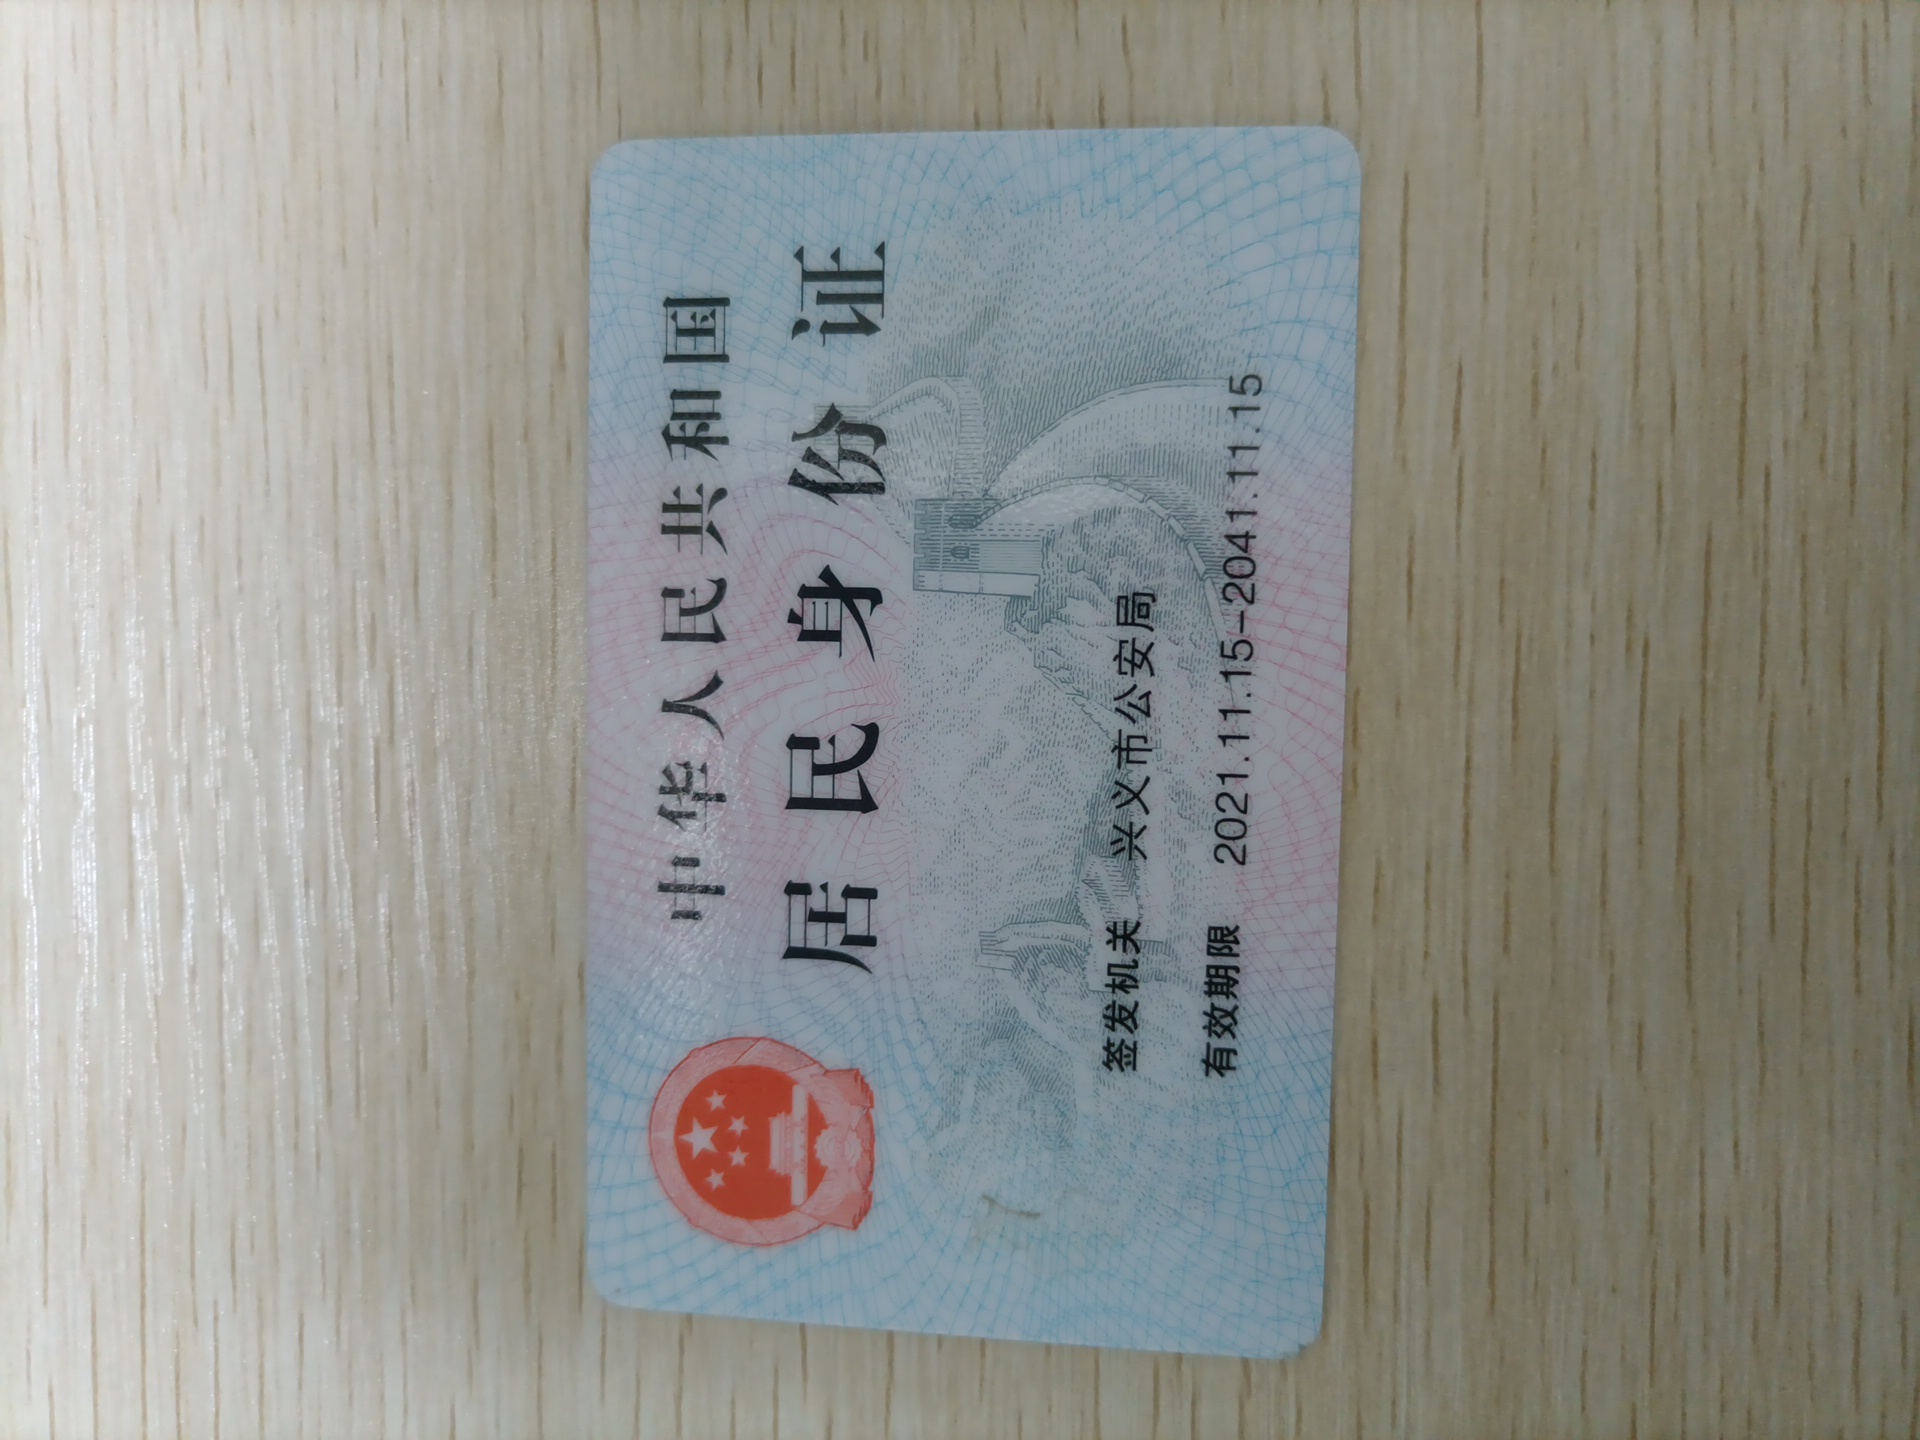 中华人民共和国
居民身份证
签发机关 兴义市公安局
有效期限 2021.11.15-2041.11.15